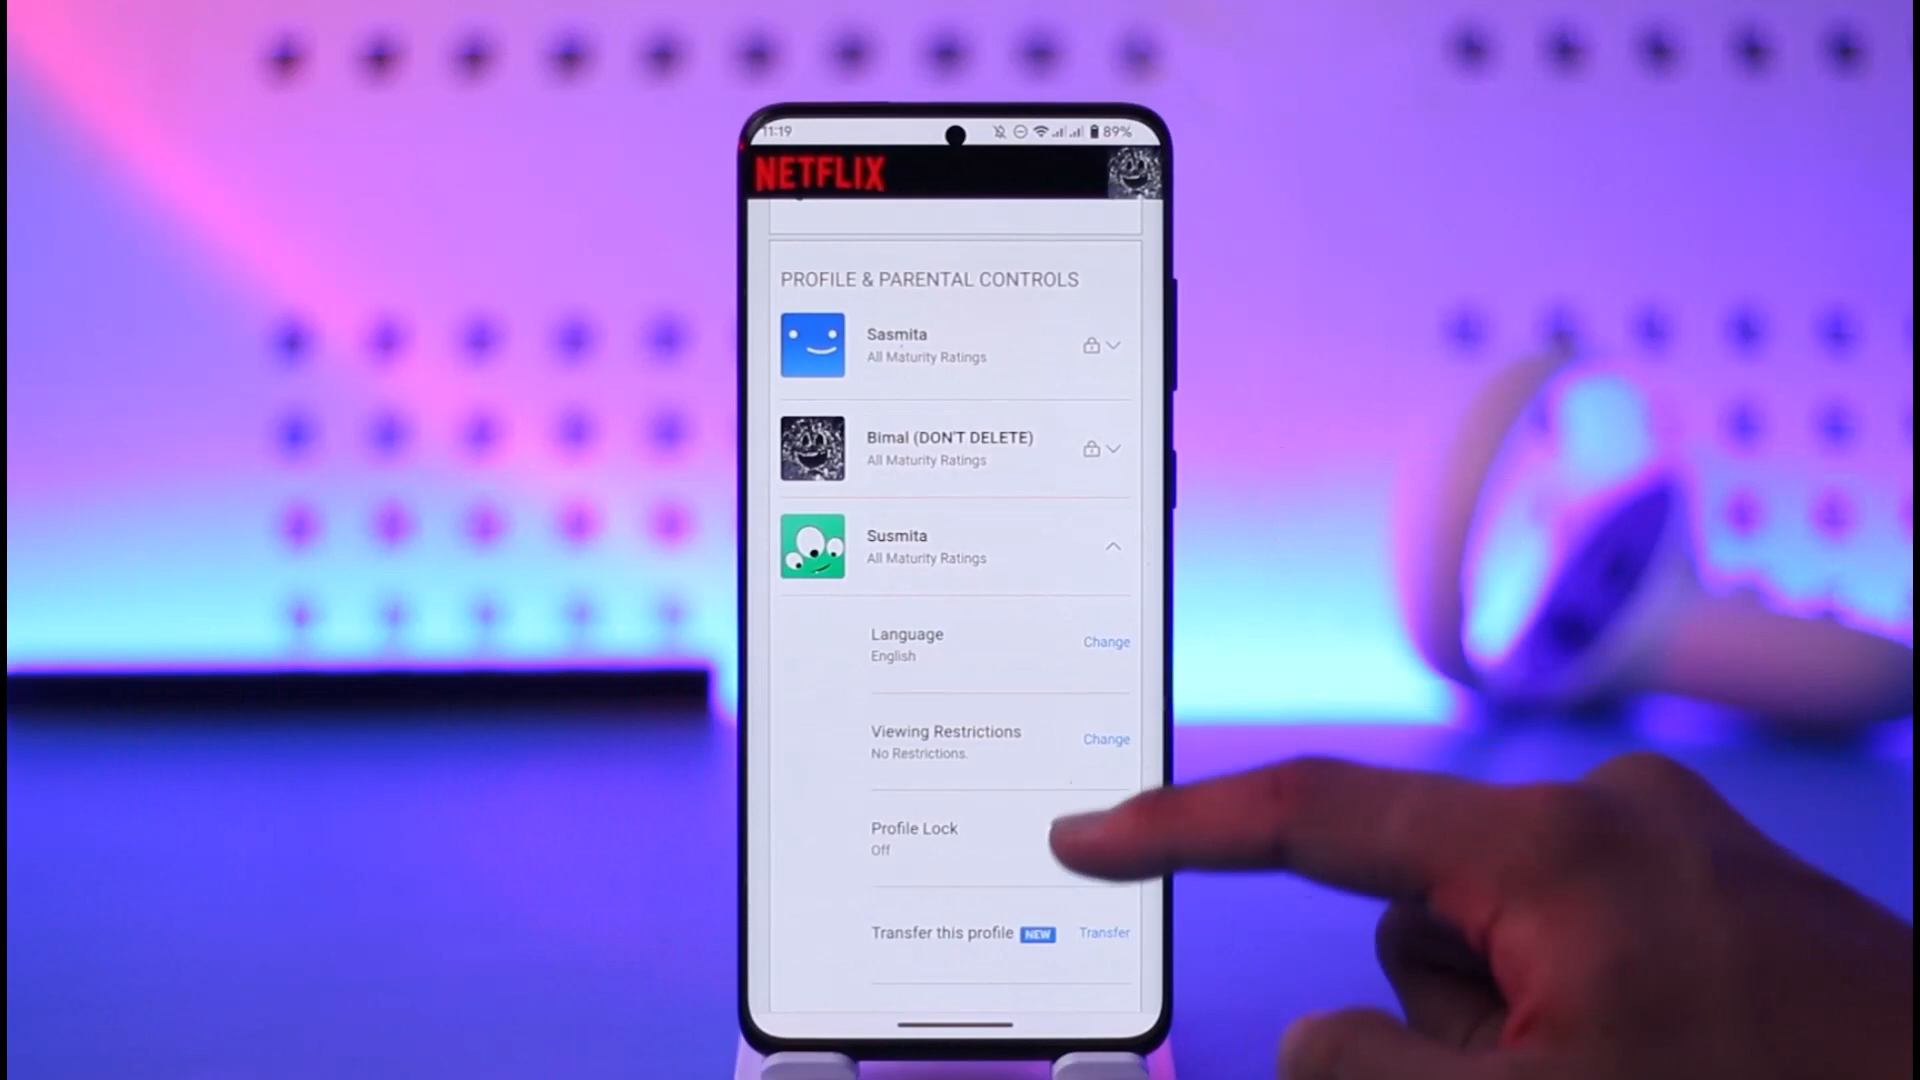 11:19
89%
NETFLIX
PROFILE & PARENTAL CONTROLS
Sasmita
All Maturity Ratings
Bimal (DON'T DELETE)
All Maturity Ratings
Susmita
All Maturity Ratings
Language
English
Change
Viewing Restrictions
No Restrictions.
Change
Profile Lock
Off
Transfer this profile NEW Transfer